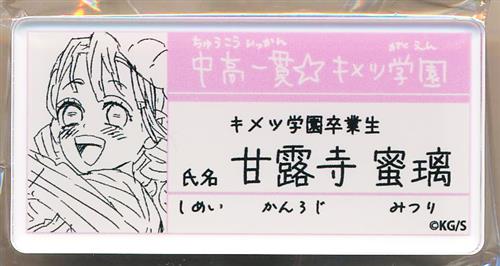 ちゅうこういっかん がくえん
中高一貫☆キメツ学園
キメツ学園卒業生
氏名 甘露寺 蜜璃
しめい かんろじ みつり
©KG/S